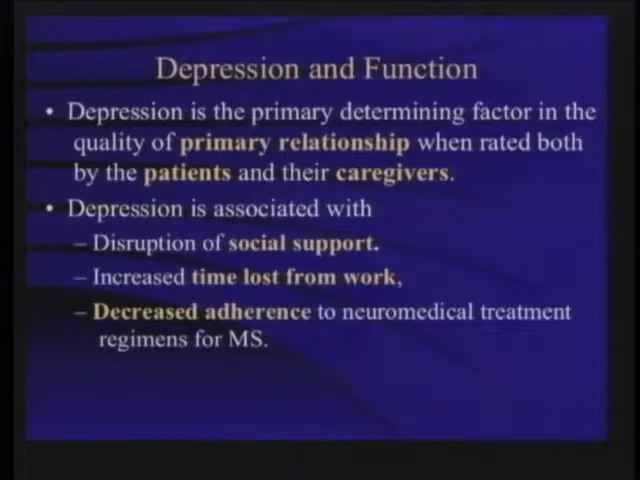 Depression and Function
• Depression is the primary determining factor in the
quality of primary relationship when rated both
by the patients and their caregivers.
• Depression is associated with
– Disruption of social support.
– Increased time lost from work,
– Decreased adherence to neuromedical treatment
regimens for MS.